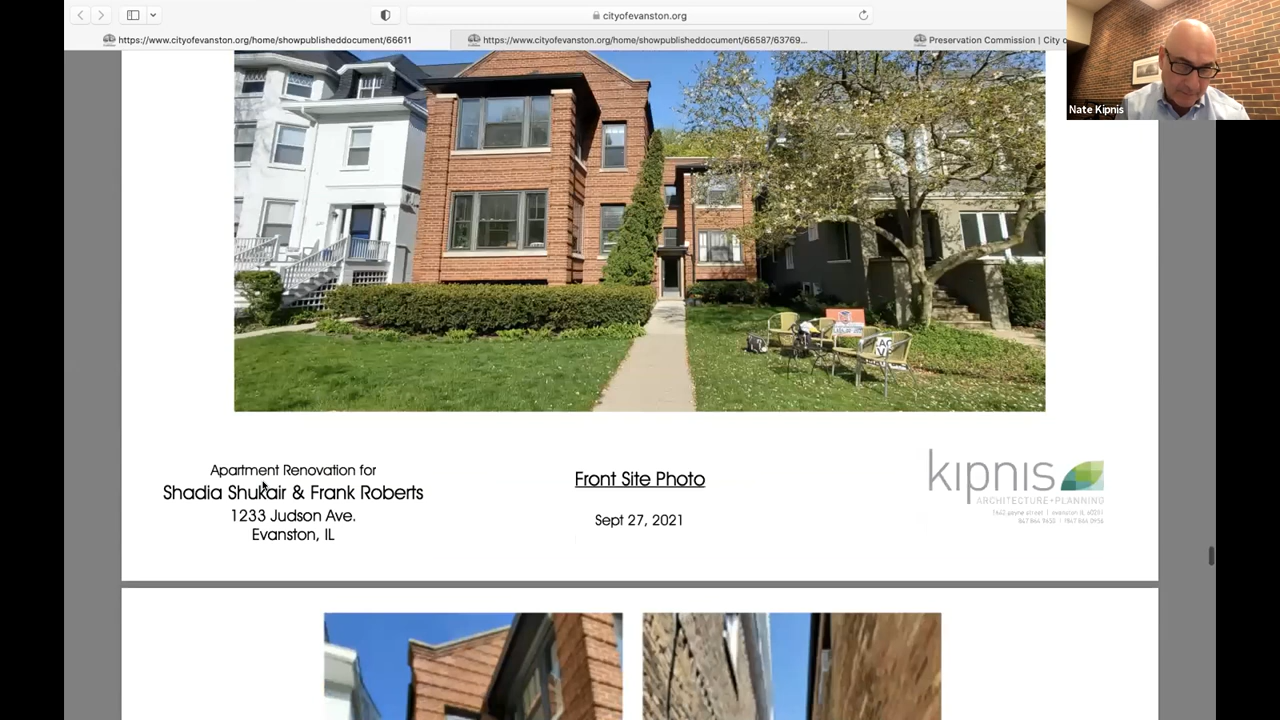 cityofevanston.org
https://www.cityofevanston.org/home/showpublisheddocument/66611
https://www.cityofevanston.org/home/showpublisheddocument/66587/63769...
Preservation Commission | City o
Nate Kipnis
Apartment Renovation for
Shadia Shukair & Frank Roberts
1233 Judson Ave.
Evanston, IL
Front Site Photo
Sept 27, 2021
kipnis
ARCHITECTURE+PLANNING